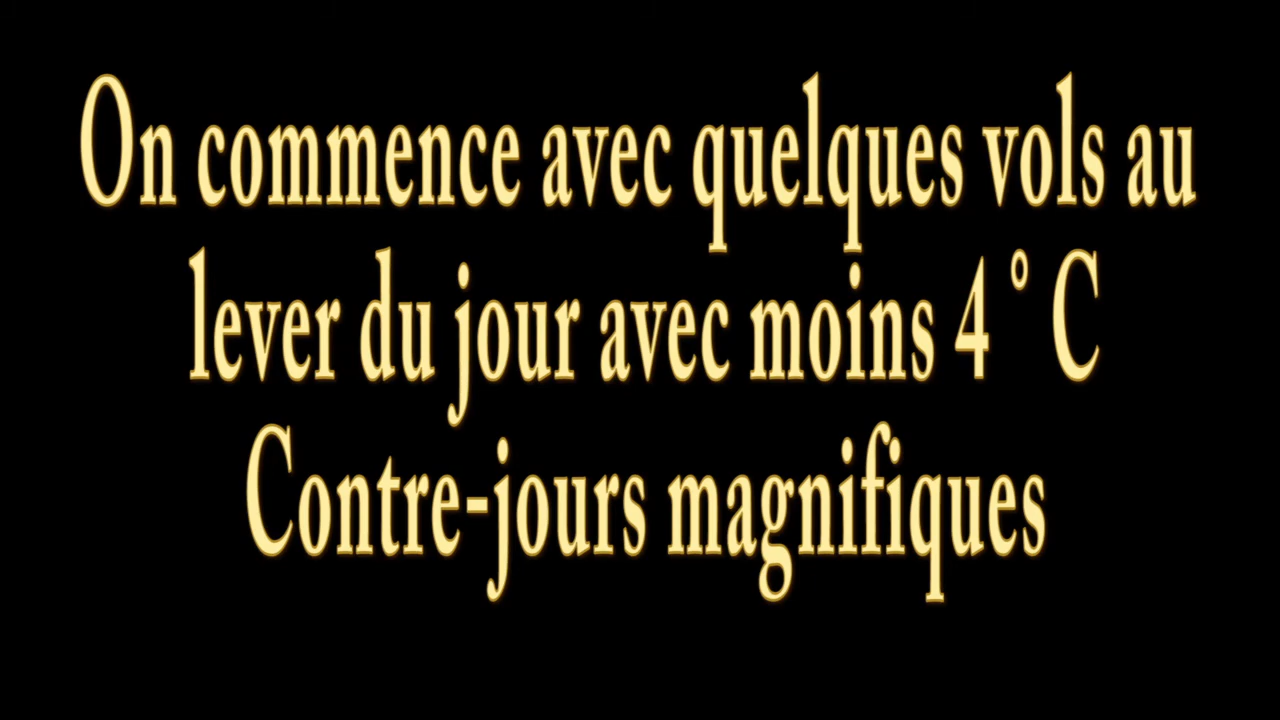 On commence avec quelques vols au
lever du jour avec moins 4° C
Contre-jours magnifiques